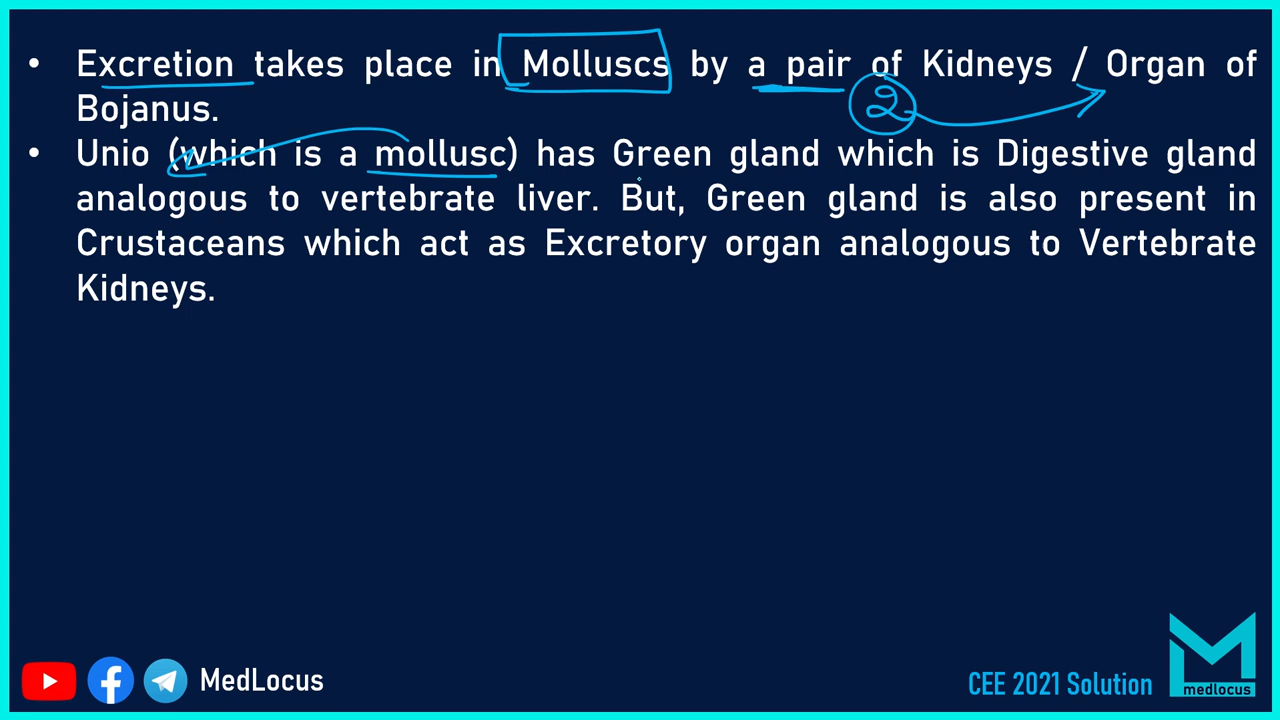 • Excretion takes place in Molluscs by a pair of Kidneys / Organ of
Bojanus.
2
• Unio (which is a mollusc) has Green gland which is Digestive gland
analogous to vertebrate liver. But, Green gland is also present in
Crustaceans which act as Excretory organ analogous to Vertebrate
Kidneys.
MedLocus
CEE 2021 Solution
medlocus